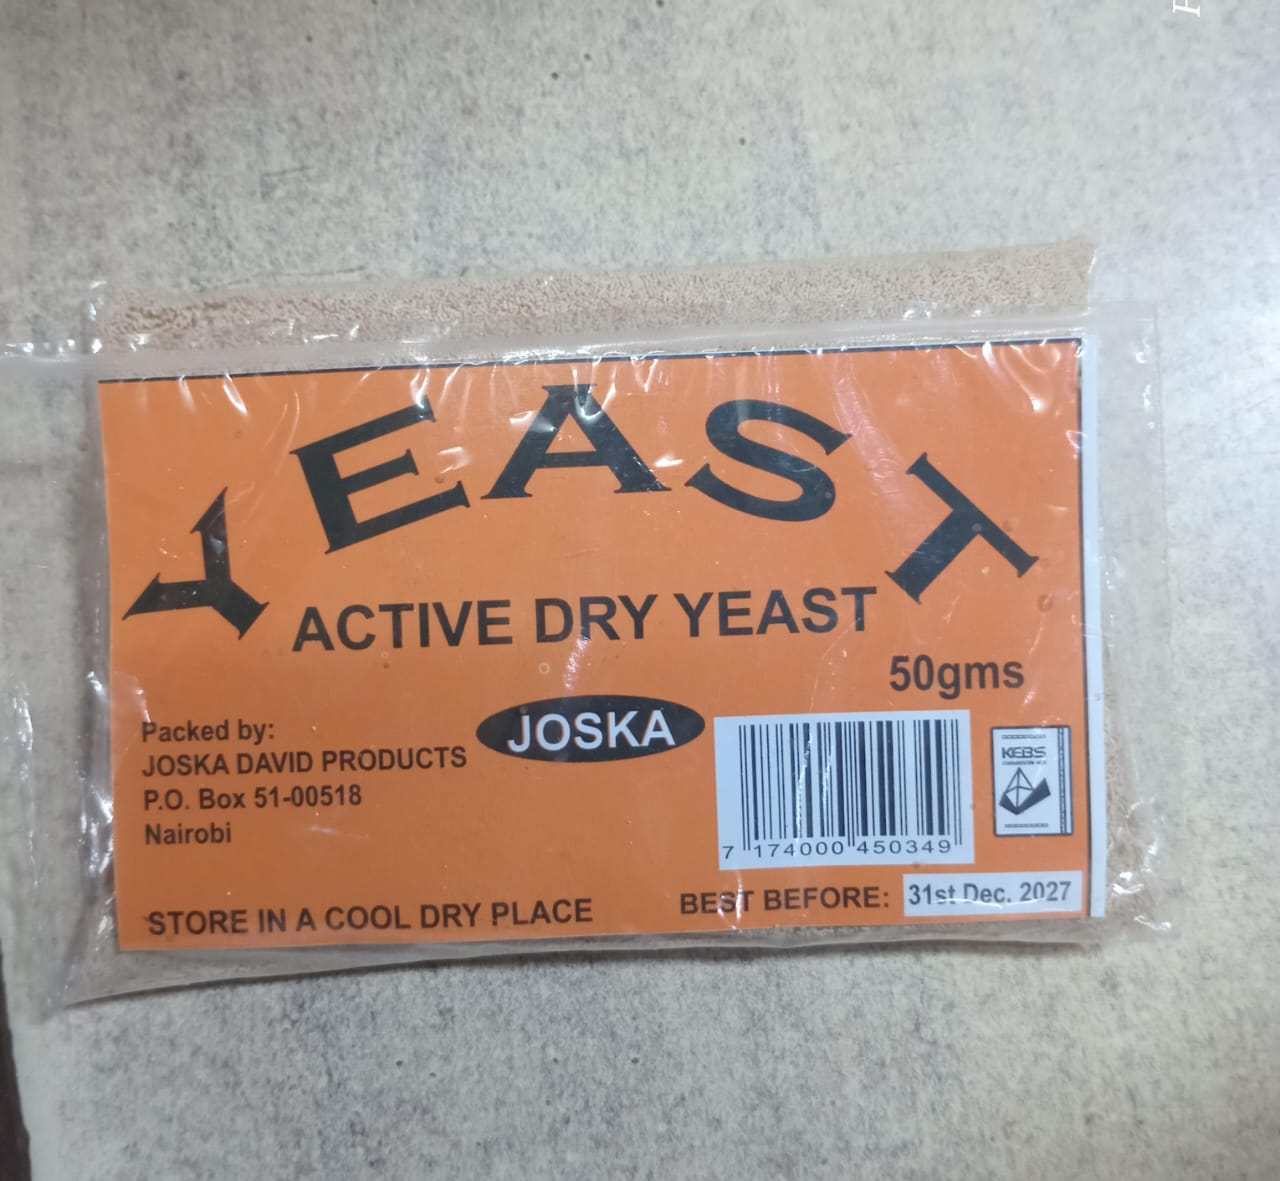 YEAST
ACTIVE DRY YEAST
50gms
JOSKA
Packed by:
JOSKA DAVID PRODUCTS
P.O. Box 51-00518
Nairobi
7 174000 450349
KEBS
STORE IN A COOL DRY PLACE
BEST BEFORE: 31st Dec. 2027